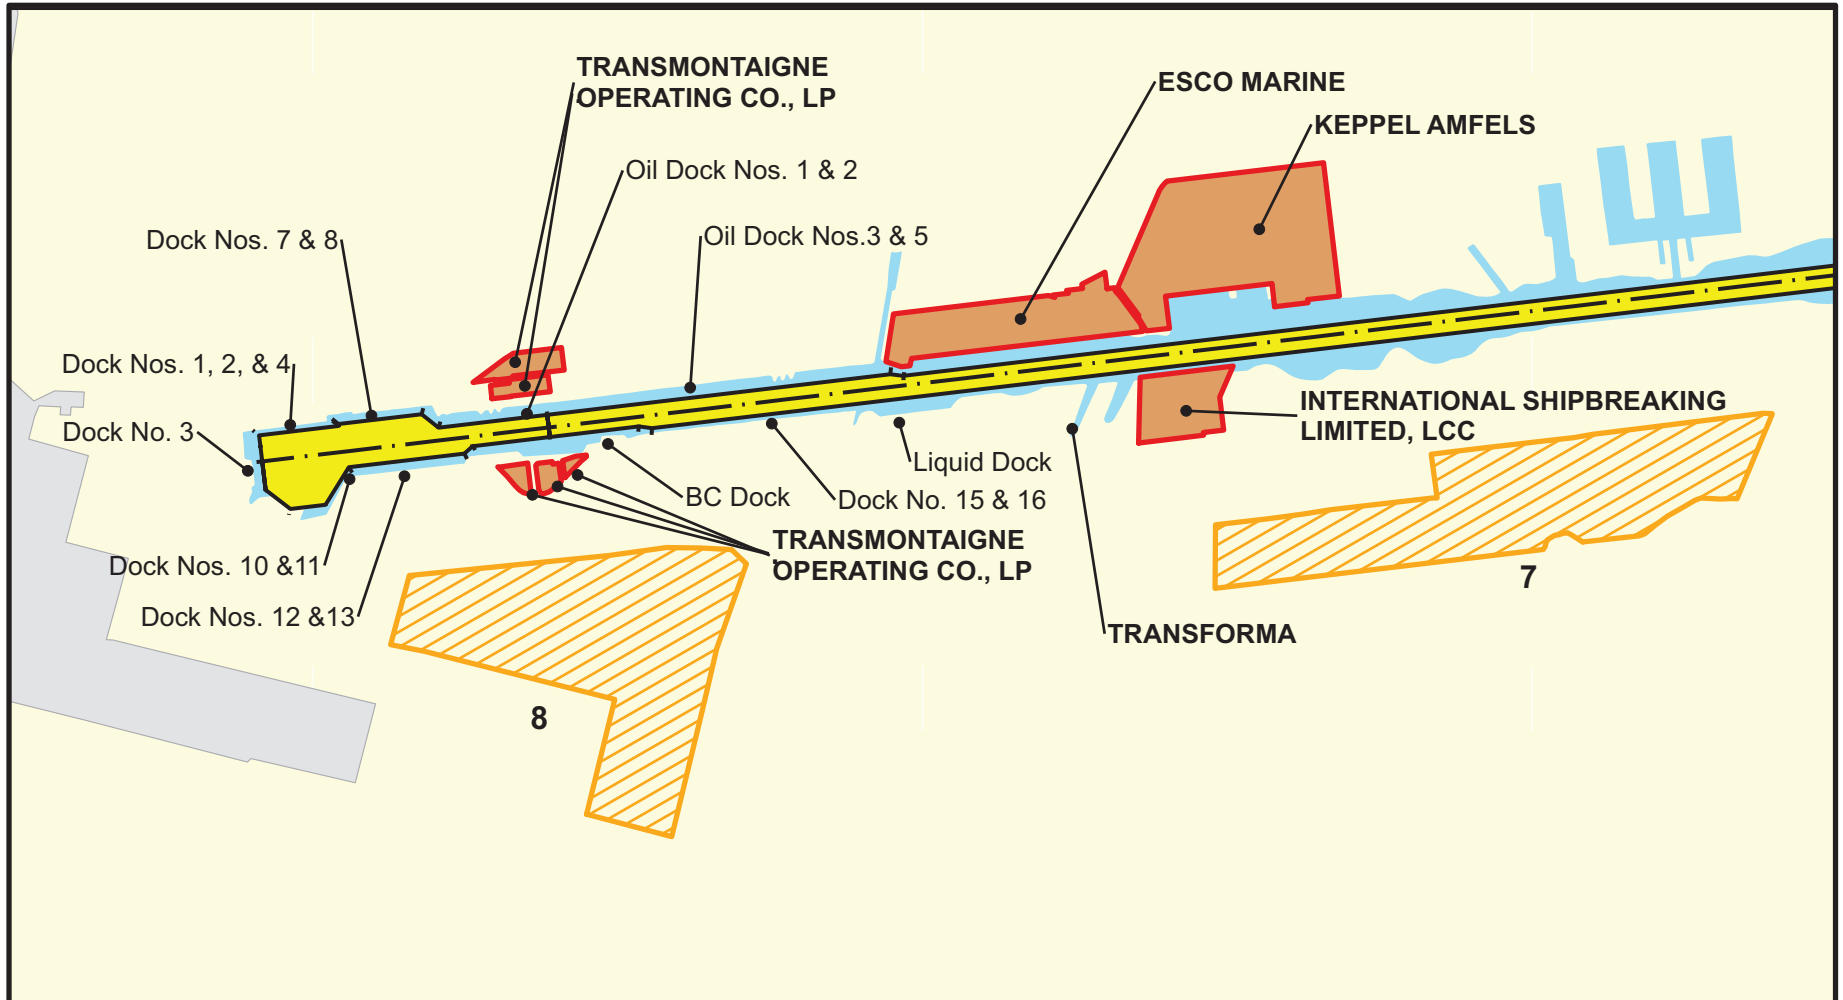 TRANSMONTAIGNE
OPERATING CO., LP
ESCO MARINE
KEPPEL AMFELS
Oil Dock Nos. 1 & 2
Dock Nos. 7 & 8
Oil Dock Nos.3 & 5
Dock Nos. 1, 2, & 4
Dock No. 3
INTERNATIONAL SHIPBREAKING
LIMITED, LCC
Liquid Dock
BC Dock
Dock No. 15 & 16
TRANSMONTAIGNE
OPERATING CO., LP
Dock Nos. 10 &11
7
Dock Nos. 12 &13
TRANSFORMA
8